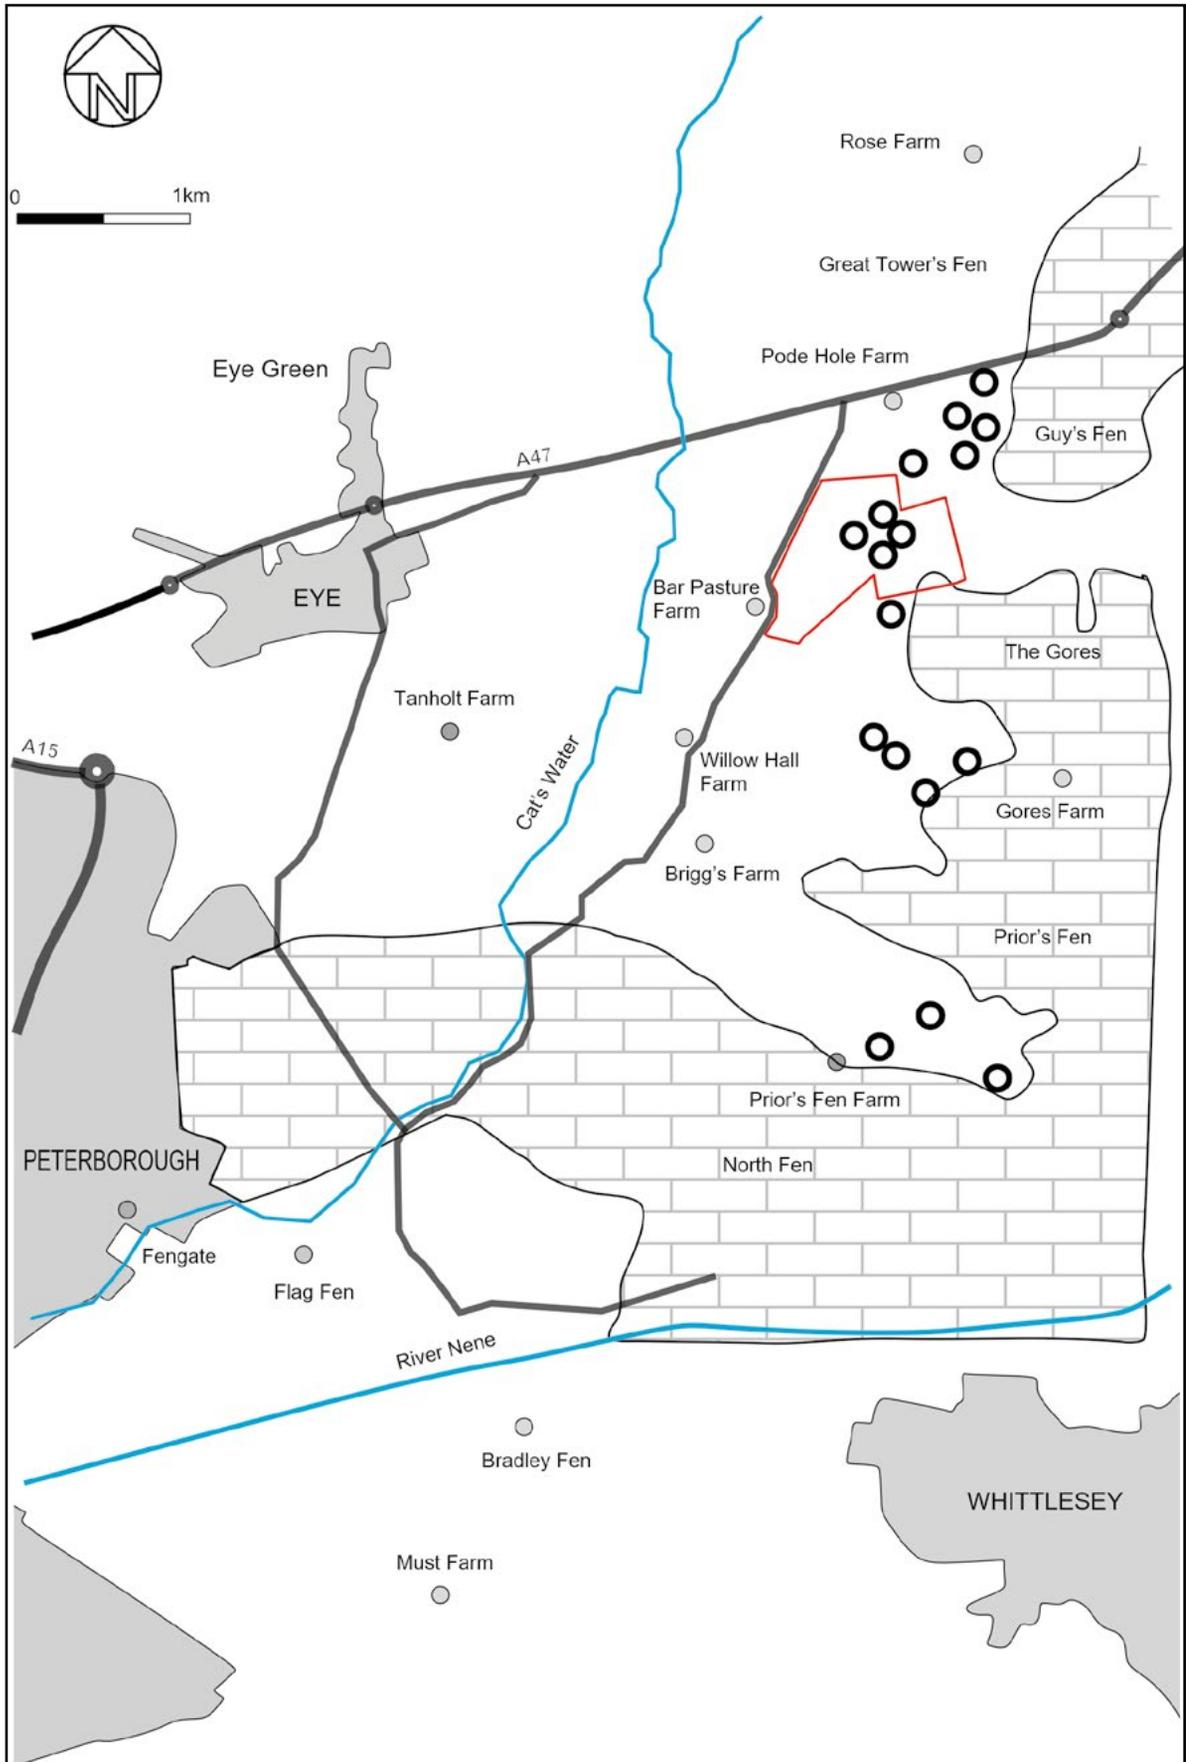 N
Rose Farm
0 1km
Great Tower's Fen
Pode Hole Farm
Eye Green
Guy's Fen
A47
Bar Pasture
Farm
EYE
The Gores
Tanholt Farm
A15
Cat's Water
Willow Hall
Farm
Gores Farm
Brigg's Farm
Prior's Fen
Prior's Fen Farm
PETERBOROUGH
North Fen
Fengate
Flag Fen
River Nene
Bradley Fen
WHITTLESEY
Must Farm